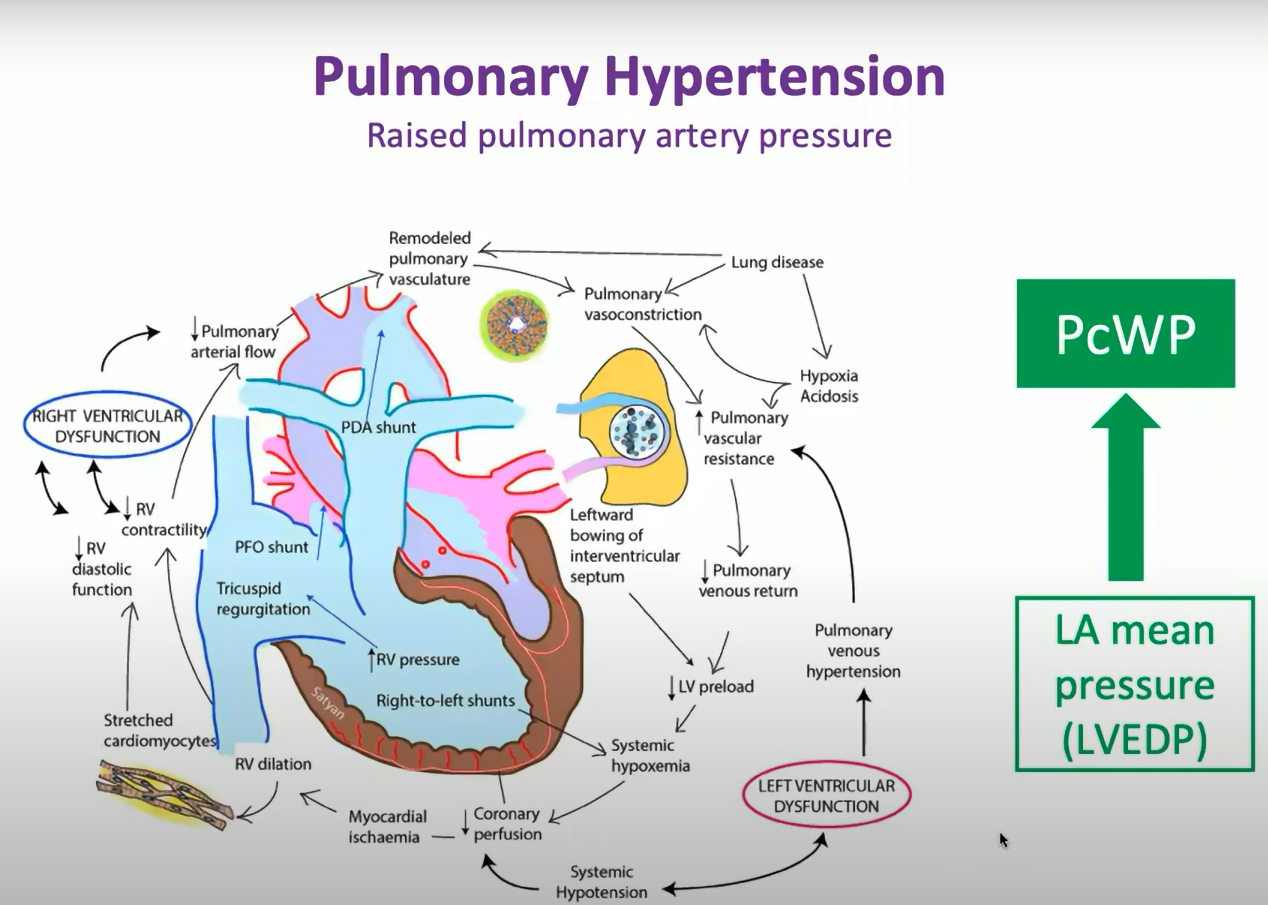 Pulmonary Hypertension
Raised pulmonary artery pressure
Remodeled
pulmonary
vasculature
Lung disease
Pulmonary
vasoconstriction
↓Pulmonary
arterial flow
Hypoxia
Acidosis
RIGHT VENTRICULAR
DYSFUNCTION
PDA shunt
↑Pulmonary
vascular
resistance
↓RV
contractility
↓RV
diastolic
function
PFO shunt
Leftward
bowing of
interventricular
septum
Tricuspid
regurgitation
↓Pulmonary
venous return
Pulmonary
venous
hypertension
↑RV pressure
Right-to-left shunts
↓LV preload
Satyan
Stretched
cardiomyocytes
Systemic
hypoxemia
RV dilation
LEFT VENTRICULAR
DYSFUNCTION
Myocardial
ischaemia
↓Coronary
perfusion
Systemic
Hypotension
PcWP
LA mean
pressure
(LVEDP)